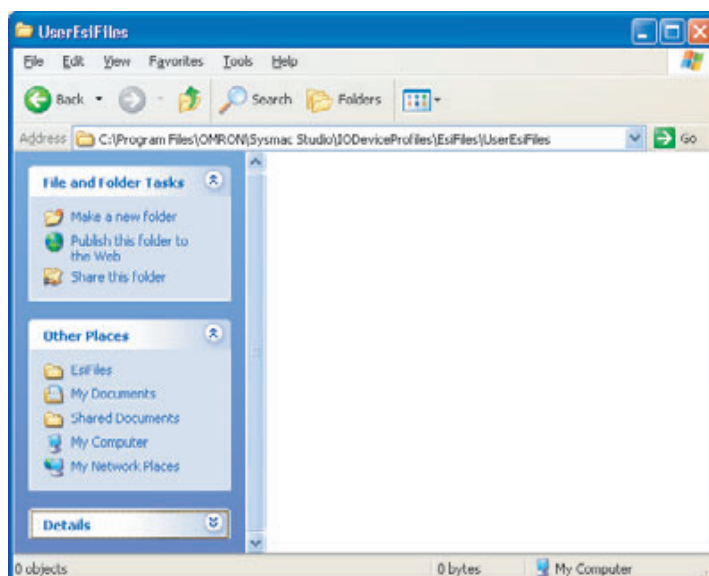 UserEsiFiles
File Edit View Favorites Tools Help
Back Search Folders
Address C:\Program Files\OMRON\Sysmac Studio\IODeviceProfiles\EsiFiles\UserEsiFiles Go
File and Folder Tasks
Make a new folder
Publish this folder to
the Web
Share this folder
Other Places
EsiFiles
My Documents
Shared Documents
My Computer
My Network Places
Details
0 objects 0 bytes My Computer